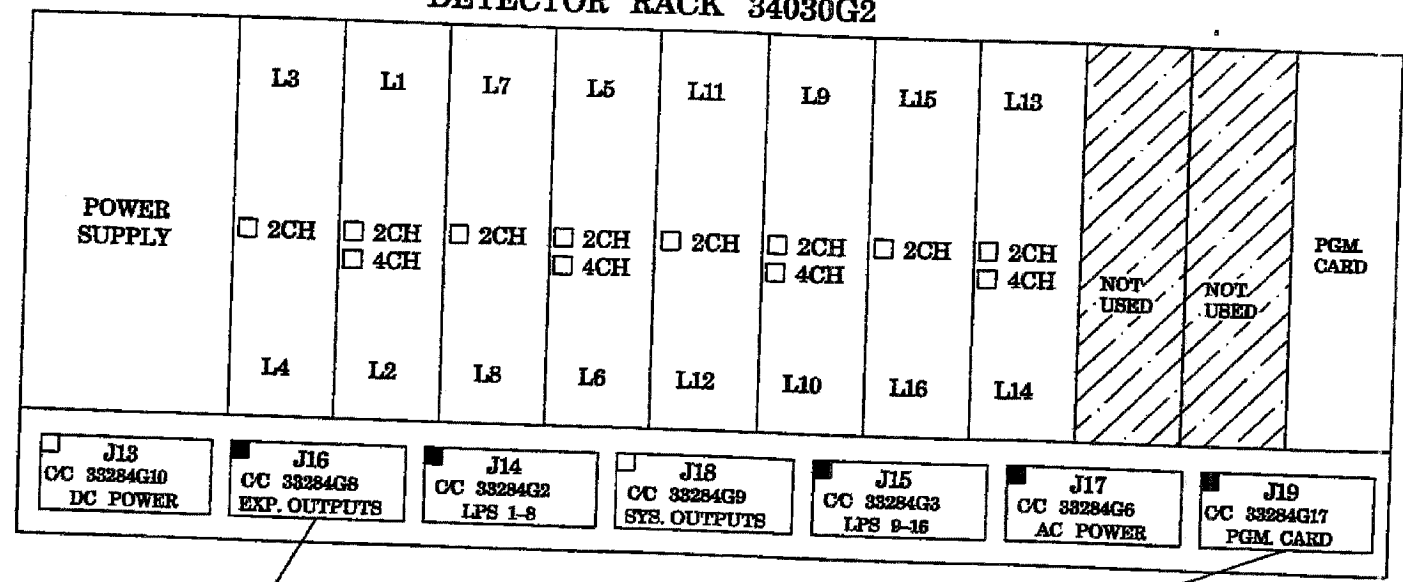 DETECTOR RACK 34030G2
POWER
SUPPLY
L3
2CH
L4
L1
2CH
4CH
L2
L7
2CH
L8
L5
2CH
4CH
L6
L11
2CH
L12
L9
2CH
4CH
L10
L15
2CH
L16
L13
2CH
4CH
L14
NOT
USED
NOT.
USED
PGM.
CARD
J13
C/C 33284G10
DC POWER
J16
C/C 33284G8
EXP. OUTPUTS
J14
C/C 33284G2
LPS 1-8
J18
C/C 33284G9
SYS. OUTPUTS
J15
C/C 33284G3
LPS 9-16
J17
C/C 33284G6
AC POWER
J19
C/C 33284G17
PGM. CARD